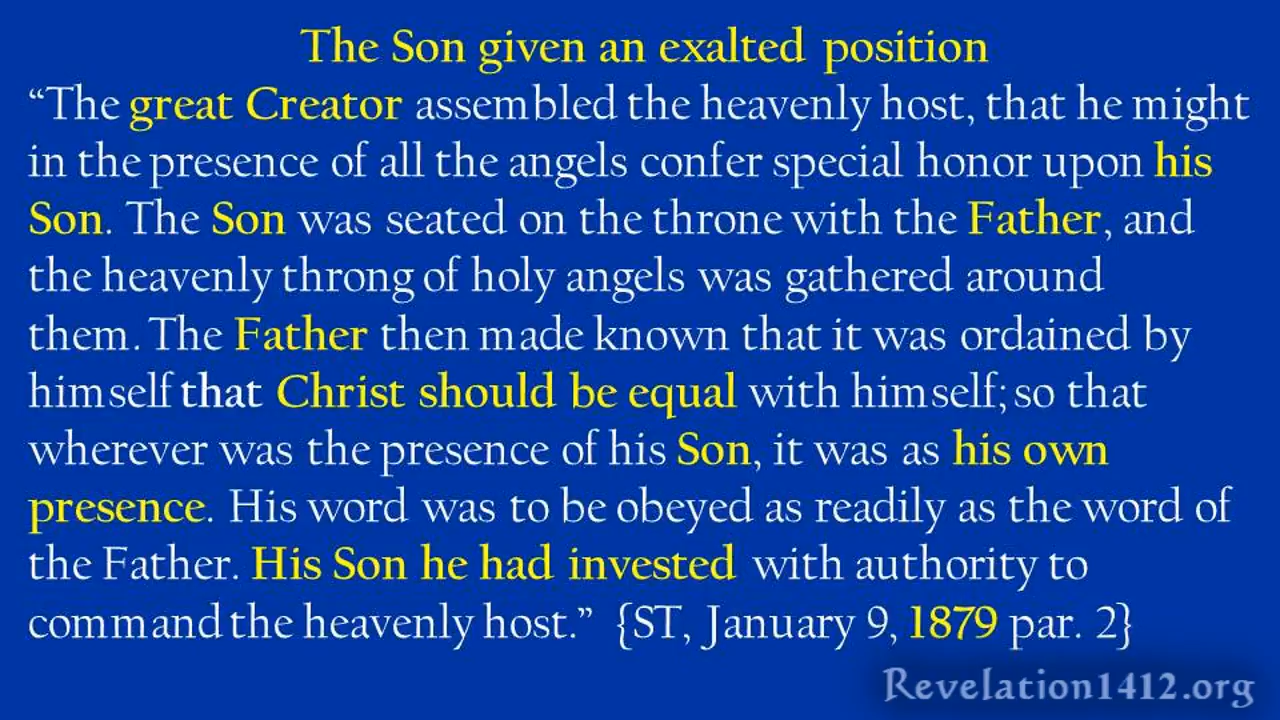 The Son given an exalted position
“The great Creator assembled the heavenly host, that he might
in the presence of all the angels confer special honor upon his
Son. The Son was seated on the throne with the Father, and
the heavenly throng of holy angels was gathered around
them. The Father then made known that it was ordained by
himself that Christ should be equal with himself; so that
wherever was the presence of his Son, it was as his own
presence. His word was to be obeyed as readily as the word of
the Father. His Son he had invested with authority to
command the heavenly host.” {ST, January 9, 1879 par. 2}
Revelation1412.org